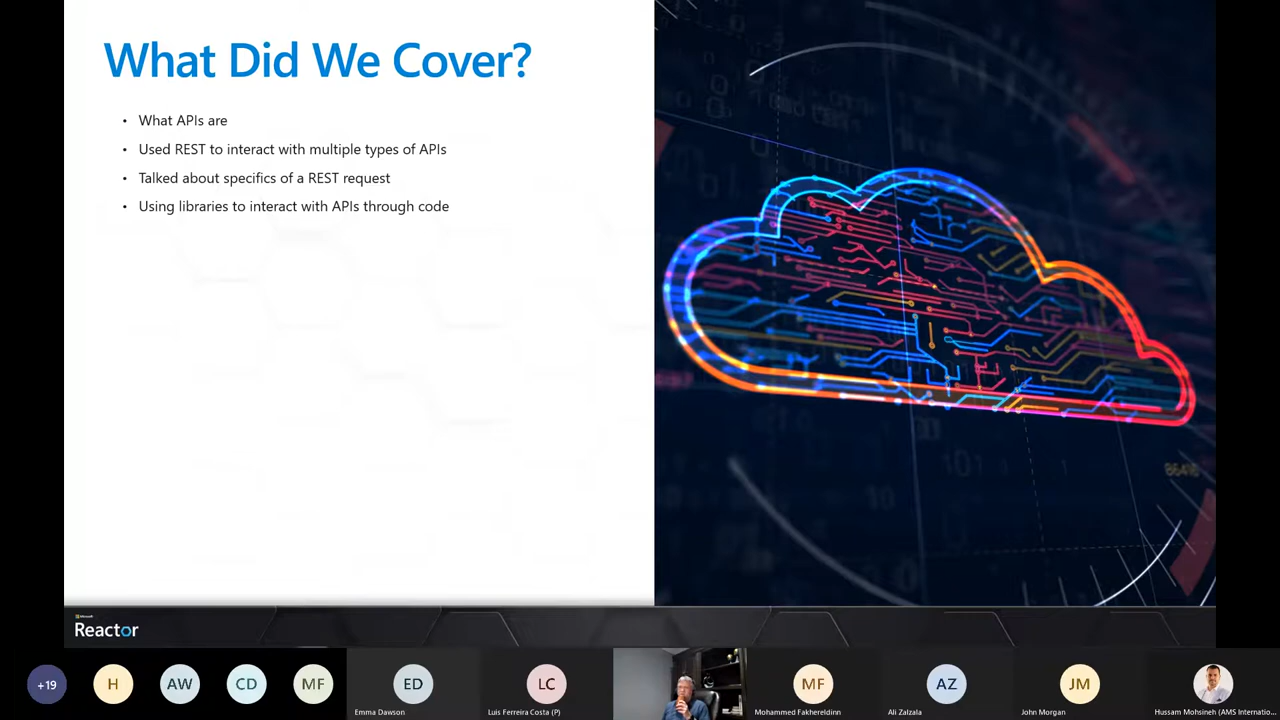 What Did We Cover?
• What APIs are
• Used REST to interact with multiple types of APIs
• Talked about specifics of a REST request
• Using libraries to interact with APIs through code
86416
Microsoft
Reactor
+19
H
AW
CD
MF
ED
Emma Dawson
LC
Luis Ferreira Costa (P)
MF
Mohammed Fakhereldinn
AZ
Ali Zalzala
JM
John Morgan
Hussam Mohsineh (AMS Internatio...